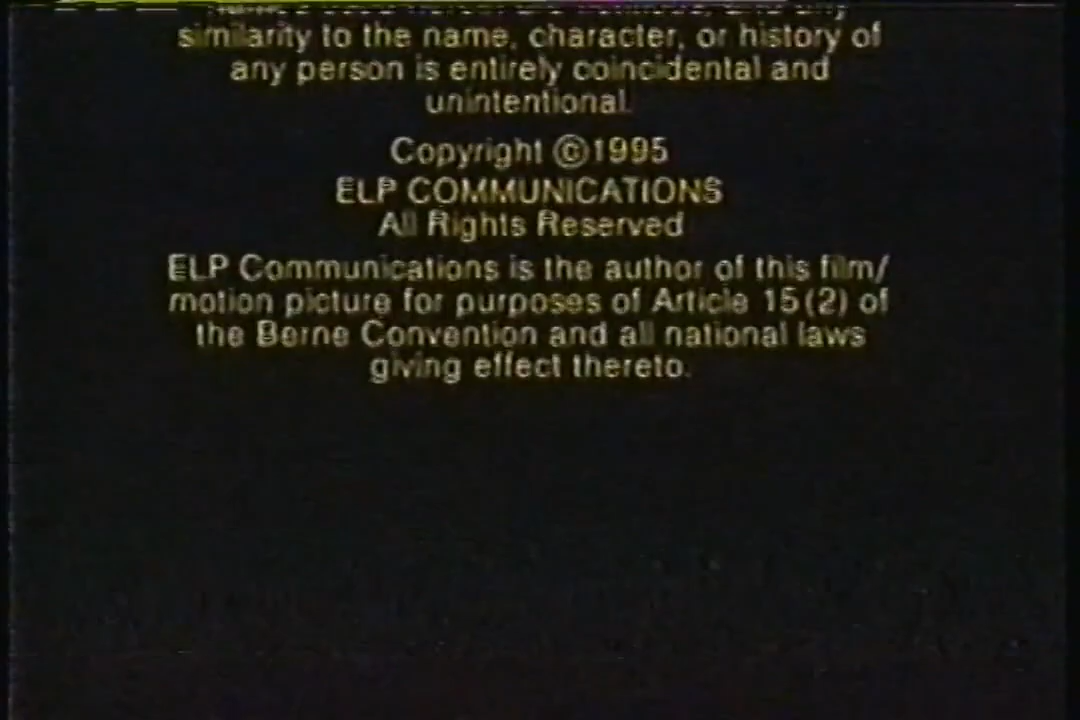 similarity to the name, character, or history of
any person is entirely coincidental and
unintentional.
Copyright ©1995
ELP COMMUNICATIONS
All Rights Reserved
ELP Communications is the author of this film/
motion picture for purposes of Article 15(2) of
the Berne Convention and all national laws
giving effect thereto.